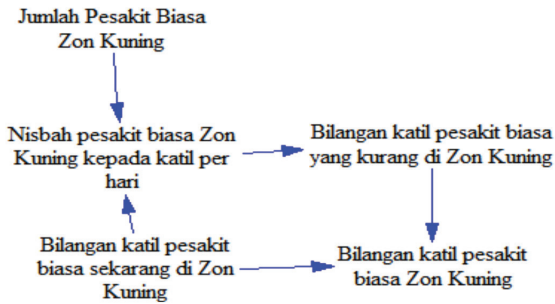 Jumlah Pesakit Biasa
Zon Kuning
Nisbah pesakit biasa Zon
Kuning kepada katil per
hari
Bilangan katil pesakit biasa
yang kurang di Zon Kuning
Bilangan katil pesakit
biasa sekarang di Zon
Kuning
Bilangan katil pesakit
biasa Zon Kuning